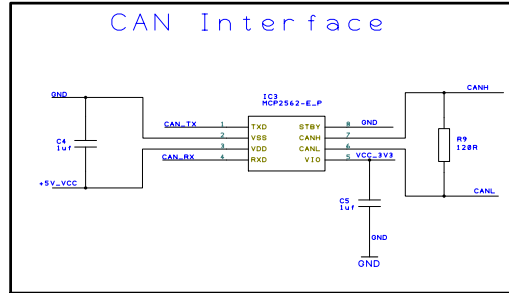 CAN Interface
GND
CANH
IC3
MCP2562-E_P
CAN_TX 1 TXD STBY 8 GND
2 VSS CANH 7
3 VDD CANL 6
CAN_RX 4 RXD VIO 5 VCC_3V3
C4
1uf
R9
120R
+5V_VCC
CANL
C5
1uf
GND
GND